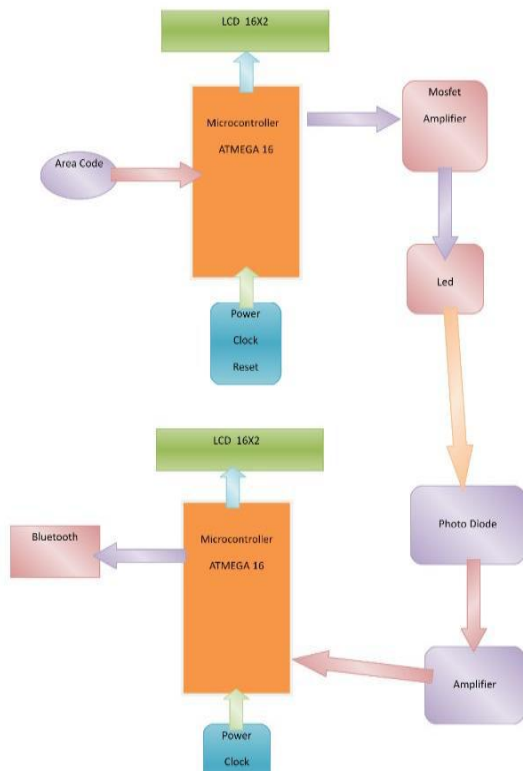 LCD 16X2
Microcontroller
ATMEGA 16
Mosfet
Amplifier
Area Code
Led
Power
Clock
Reset
LCD 16X2
Microcontroller
ATMEGA 16
Photo Diode
Bluetooth
Amplifier
Power
Clock